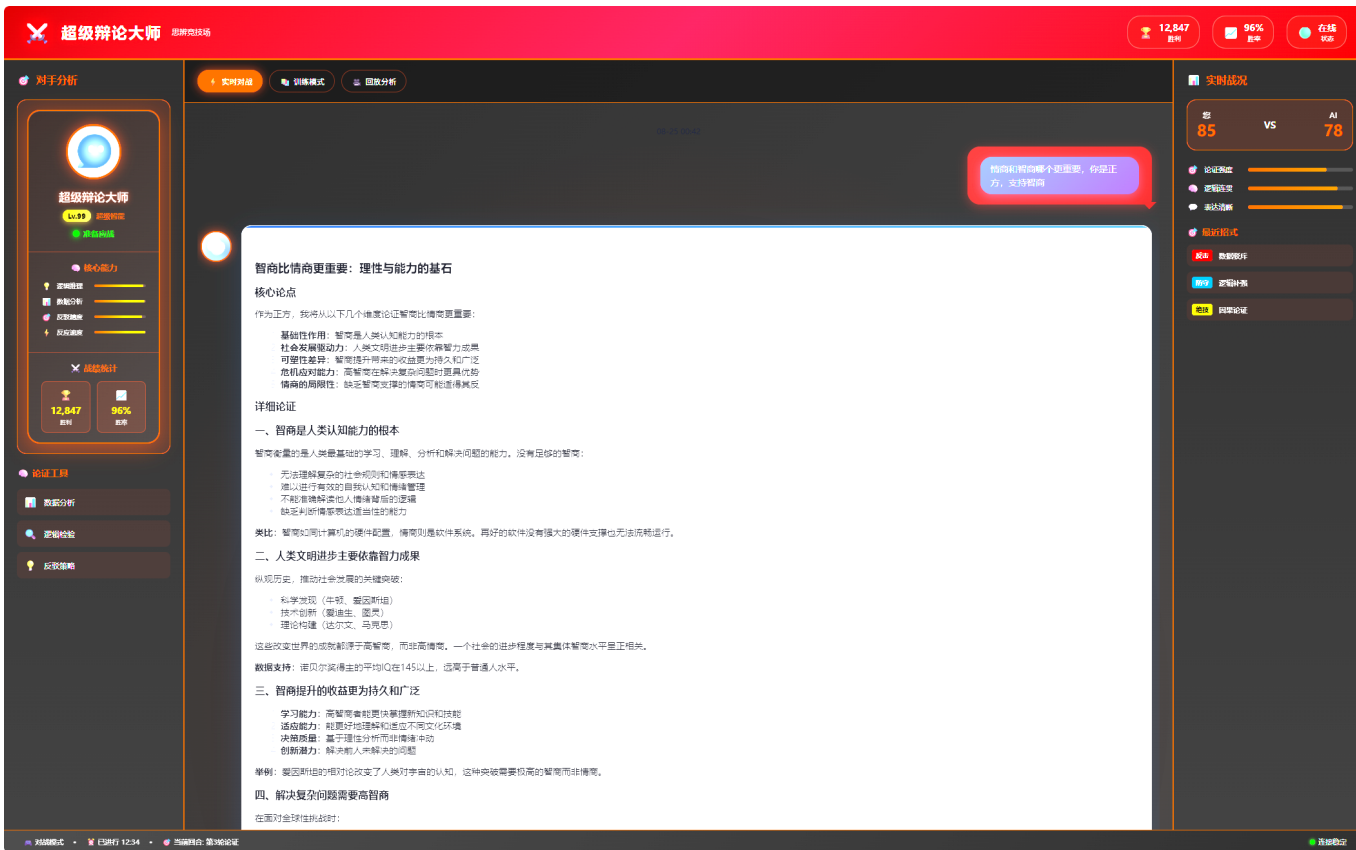 超级辩论大师 思辨竞技场
12,847
胜利
96%
胜率
在线
状态
对手分析
超级辩论大师
Lv.99 超级智能
准备应战
核心能力
逻辑推理
数据分析
反驳精度
反应速度
战绩统计
12,847
胜利
96%
胜率
论证工具
数据分析
逻辑检验
反驳策略
实时对战
训练模式
回放分析
情商和智商哪个更重要,你是正
方,支持智商
智商比情商更重要:理性与能力的基石
核心论点
作为正方,我将从以下几个维度论证智商比情商更重要:
基础性作用:智商是人类认知能力的根本
社会发展驱动力:人类文明进步主要依靠智力成果
可塑性差异:智商提升带来的收益更为持久和广泛
危机应对能力:高智商在解决复杂问题时更具优势
情商的局限性:缺乏智商支撑的情商可能适得其反
详细论证
一、智商是人类认知能力的根本
智商衡量的是人类最基础的学习、理解、分析和解决问题的能力。没有足够的智商:
无法理解复杂的社会规则和情感表达
难以进行有效的自我认知和情绪管理
不能准确解读他人情绪背后的逻辑
缺乏判断情感表达适当性的能力
类比:智商如同计算机的硬件配置,情商则是软件系统。再好的软件没有强大的硬件支撑也无法流畅运行。
二、人类文明进步主要依靠智力成果
纵观历史,推动社会发展的关键突破:
科学发现(牛顿、爱因斯坦)
技术创新(爱迪生、图灵)
理论构建(达尔文、马克思)
这些改变世界的成就都源于高智商,而非高情商。一个社会的进步程度与其集体智商水平呈正相关。
数据支持:诺贝尔奖得主的平均IQ在145以上,远高于普通人水平。
三、智商提升的收益更为持久和广泛
学习能力:高智商者能更快掌握新知识和技能
适应能力:能更好地理解和适应不同文化环境
决策质量:基于理性分析而非情绪冲动
创新潜力:解决前人未解决的问题
举例:爱因斯坦的相对论改变了人类对宇宙的认知,这种突破需要极高的智商而非情商。
四、解决复杂问题需要高智商
在面对全球性挑战时:
实时战况
您
85
VS
AI
78
论证强度
逻辑连贯
表达清晰
最近招式
反击 数据驳斥
防守 逻辑补强
绝技 因果论证
对战模式 • 已进行 12:34 • 当前回合: 第3轮论证
连接稳定